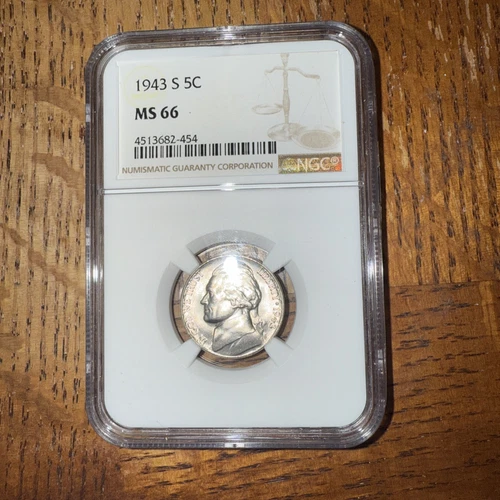 1943 S 5C
MS 66
4513682-454
NUMISMATIC GUARANTY CORPORATION
NGC®